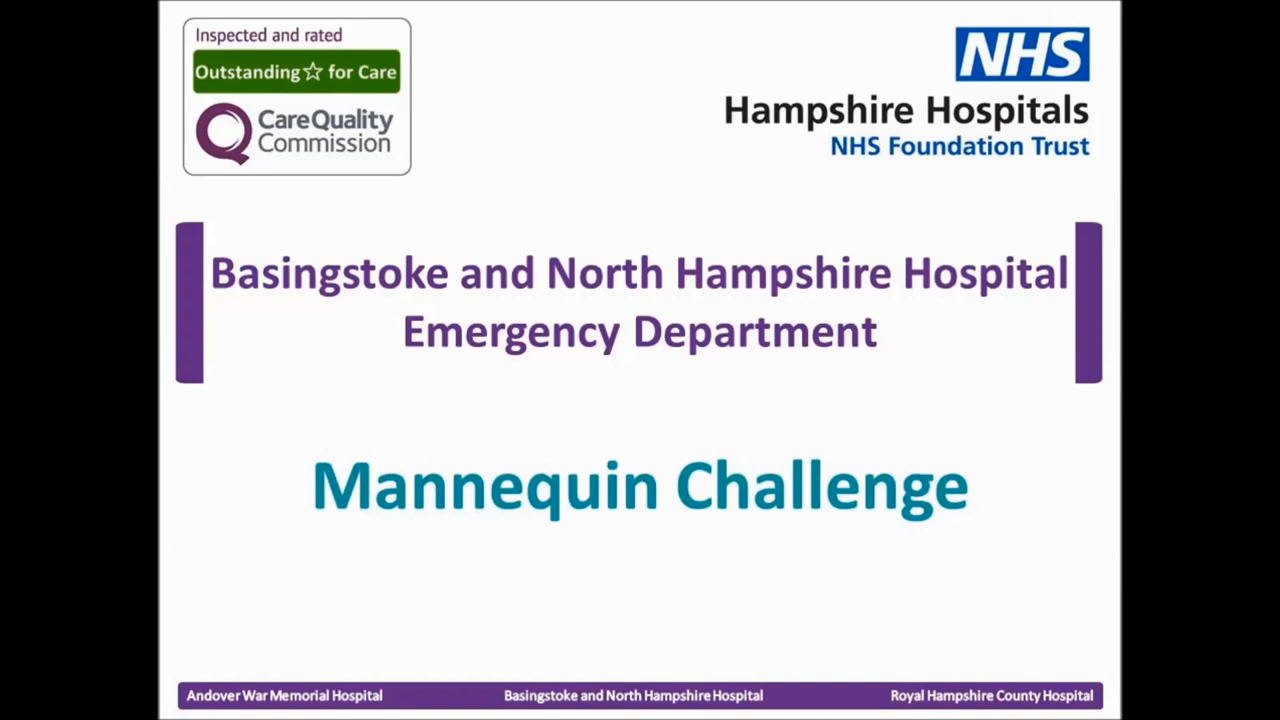 Inspected and rated
Outstanding☆ for Care
CareQuality
Commission
NHS
Hampshire Hospitals
NHS Foundation Trust
Basingstoke and North Hampshire Hospital
Emergency Department
Mannequin Challenge
Andover War Memorial Hospital
Basingstoke and North Hampshire Hospital
Royal Hampshire County Hospital